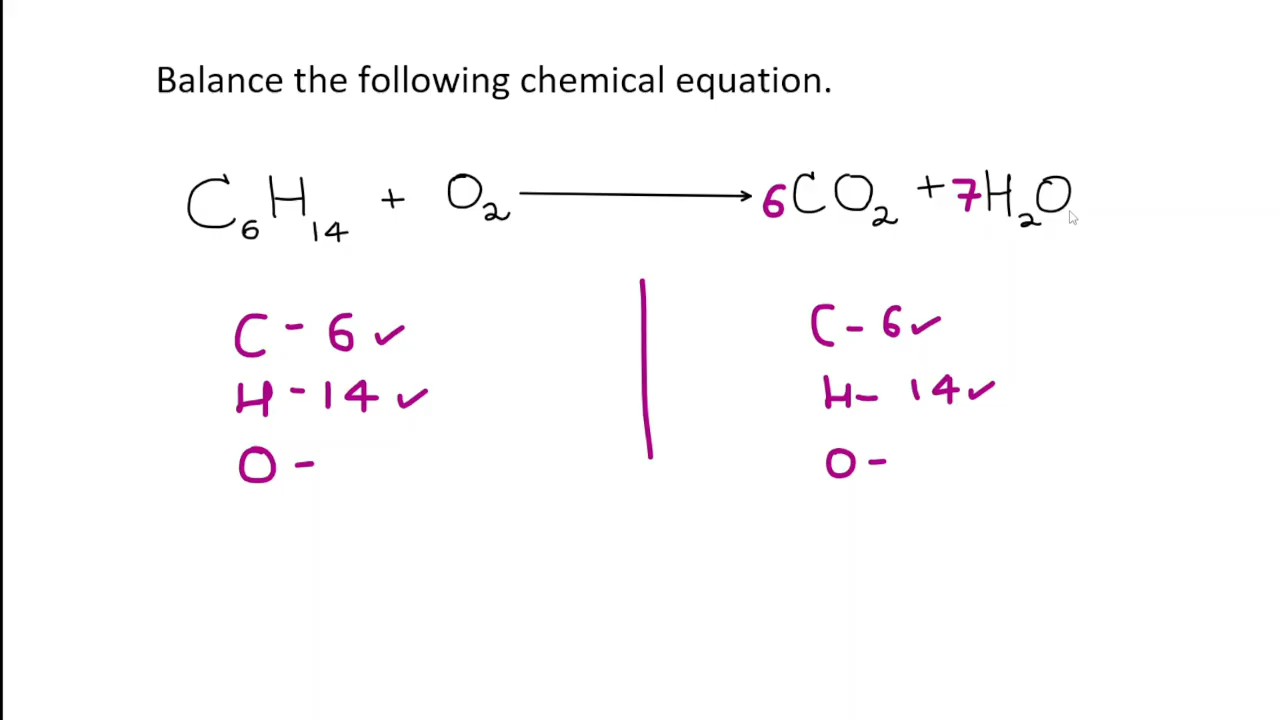 Balance the following chemical equation.
C₆H₁₄ + O₂ ⟶ 6CO₂ + 7H₂O
C - 6 ✓ C - 6 ✓
H - 14 ✓ H - 14 ✓
O - O -